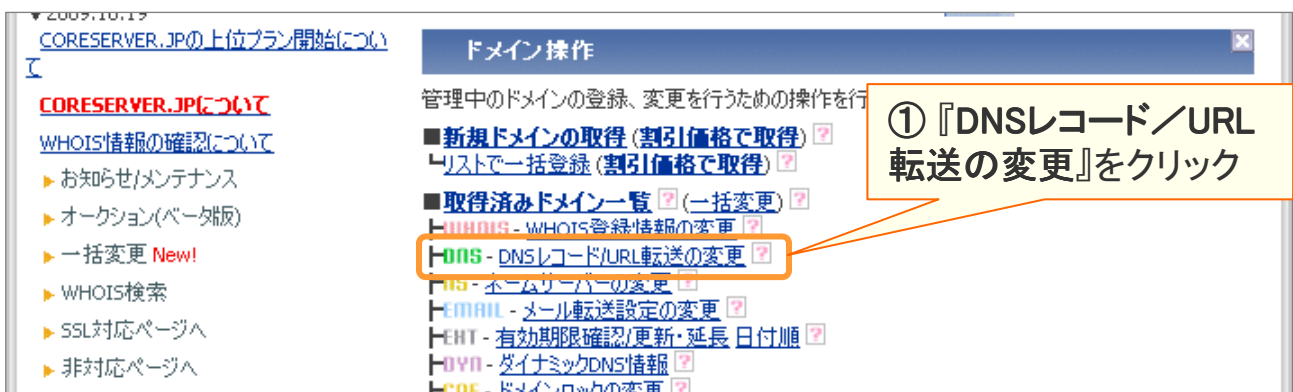 ▼2009.10.19
CORESERVER.JPの上位プラン開始につい
て
CORESERVER.JPについて
WHOIS情報の確認について
お知らせ/メンテナンス
オークション(ベータ版)
一括変更 New!
WHOIS検索
SSL対応ページへ
非対応ページへ
ドメイン操作
管理中のドメインの登録、変更を行うための操作を行
■新規ドメインの取得 (割引価格で取得) ?
┗リストで一括登録 (割引価格で取得) ?
■取得済みドメイン一覧 ? (一括変更) ?
┣WHOIS - WHOIS登録情報の変更 ?
┣DNS - DNSレコード/URL転送の変更 ?
┣NS - ネームサーバーの変更 ?
┣EMAIL - メール転送設定の変更 ?
┣EXT - 有効期限確認/更新・延長 日付順 ?
┣DYN - ダイナミックDNS情報 ?
┣COF - ドメインロックの変更 ?
①『DNSレコード／URL
転送の変更』をクリック